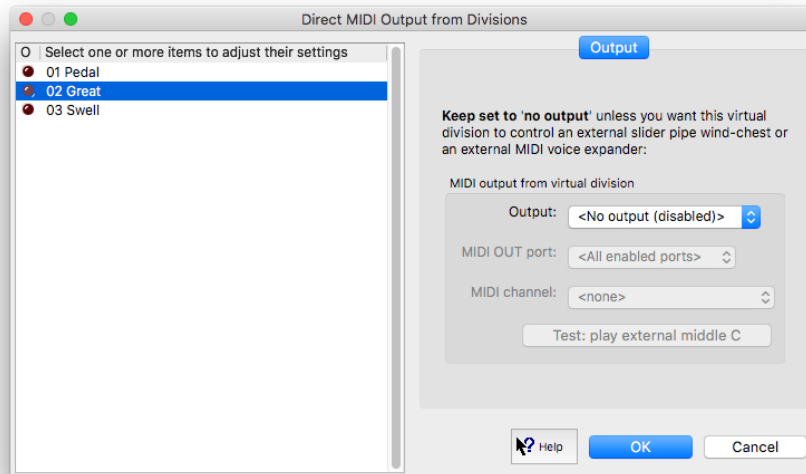 Direct MIDI Output from Divisions
O Select one or more items to adjust their settings
01 Pedal
02 Great
03 Swell
Output
Keep set to 'no output' unless you want this virtual
division to control an external slider pipe wind-chest or
an external MIDI voice expander:
MIDI output from virtual division
Output: <No output (disabled)>
MIDI OUT port: <All enabled ports>
MIDI channel: <none>
Test: play external middle C
? Help
OK
Cancel